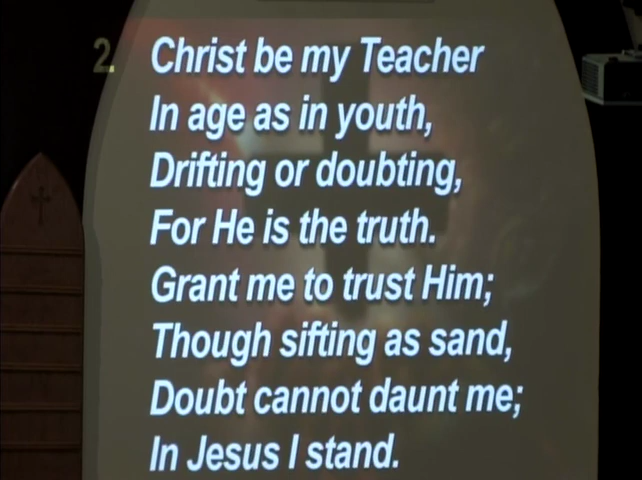 2. Christ be my Teacher
In age as in youth,
Drifting or doubting,
For He is the truth.
Grant me to trust Him;
Though sifting as sand,
Doubt cannot daunt me;
In Jesus I stand.